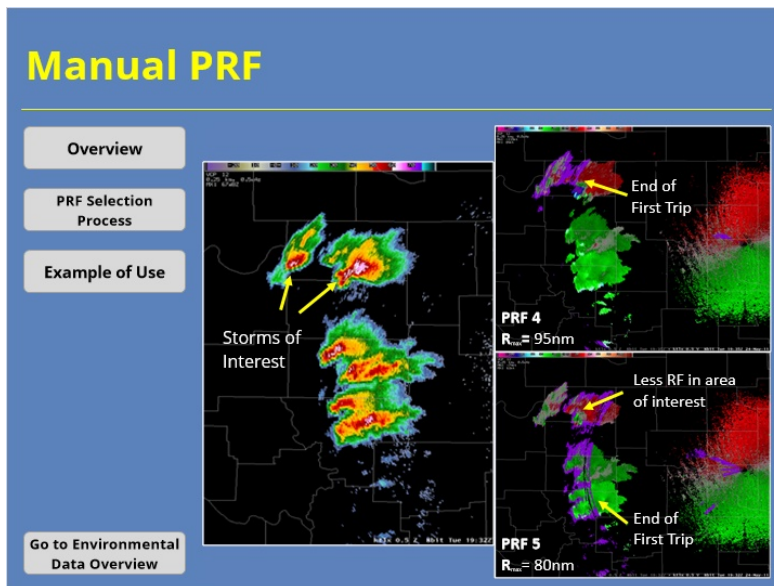 Manual PRF
Overview
PRF Selection
Process
Example of Use
Go to Environmental
Data Overview
Storms of
Interest
End of
First Trip
PRF 4
Rmax= 95nm
Less RF in area
of interest
End of
First Trip
PRF 5
Rmax= 80nm